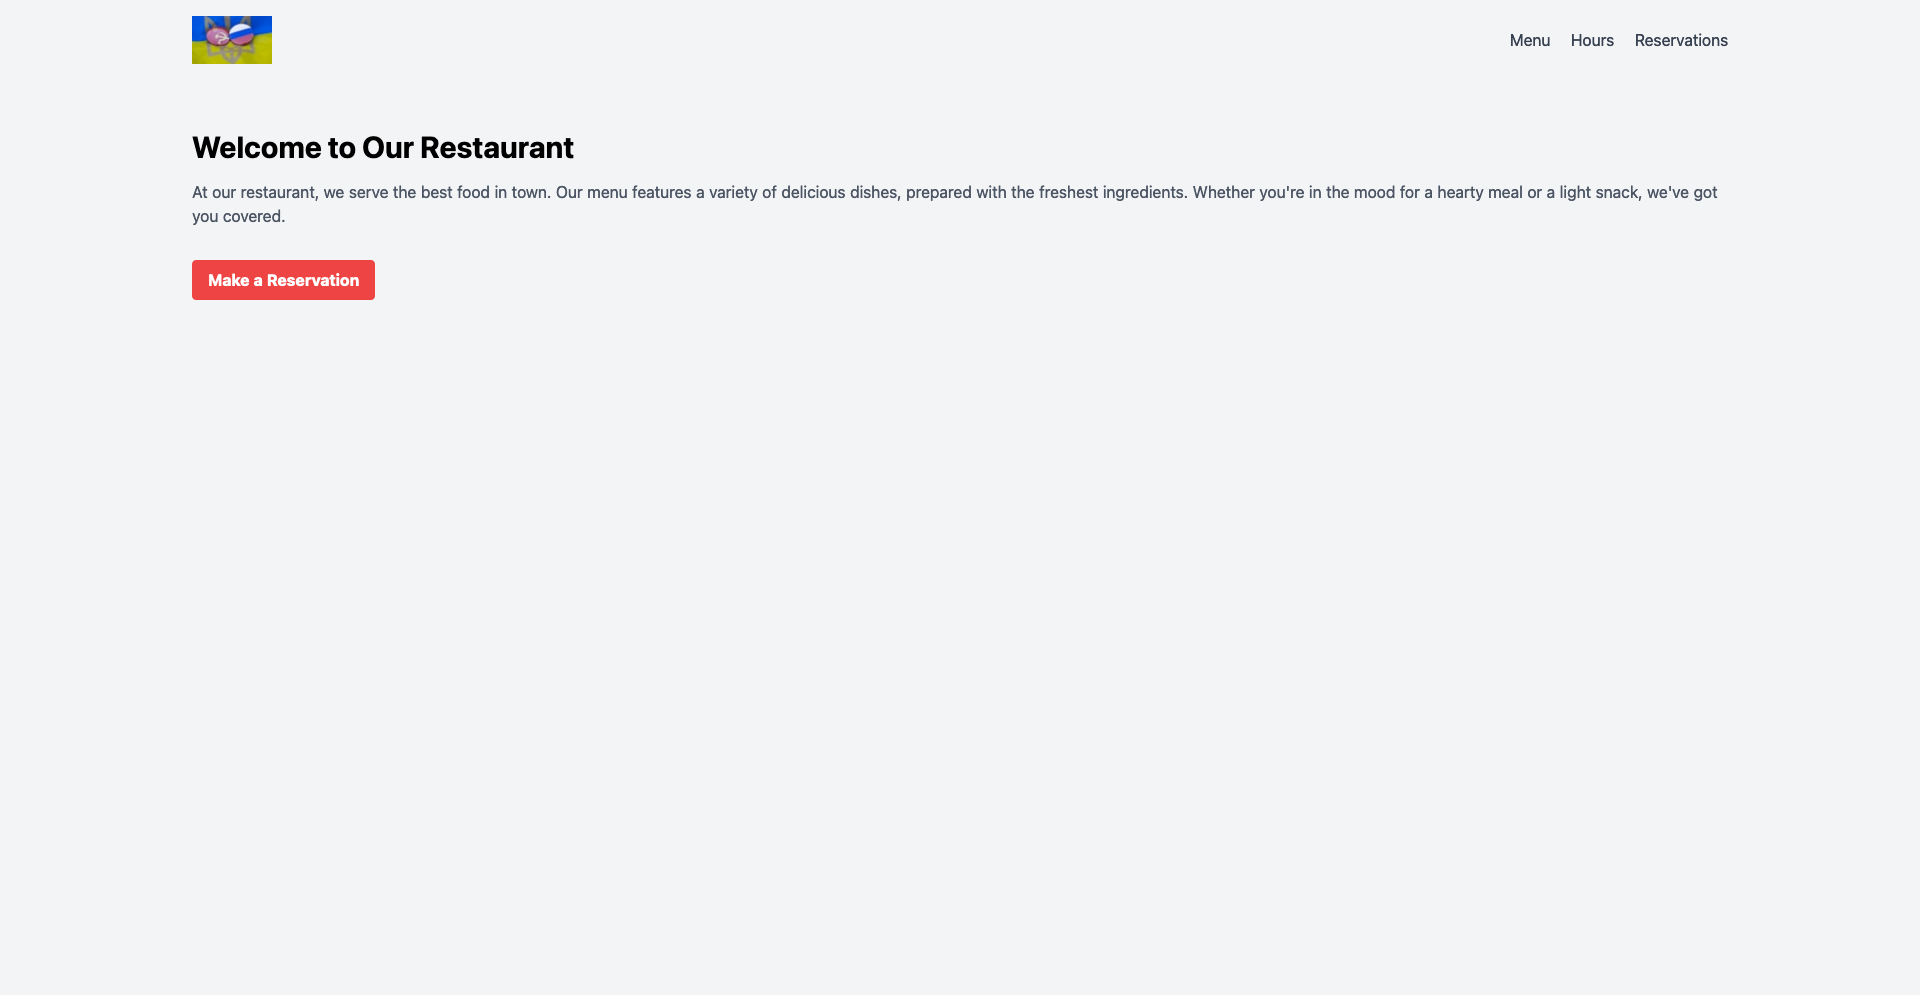 Menu Hours Reservations
Welcome to Our Restaurant
At our restaurant, we serve the best food in town. Our menu features a variety of delicious dishes, prepared with the freshest ingredients. Whether you're in the mood for a hearty meal or a light snack, we've got
you covered.
Make a Reservation